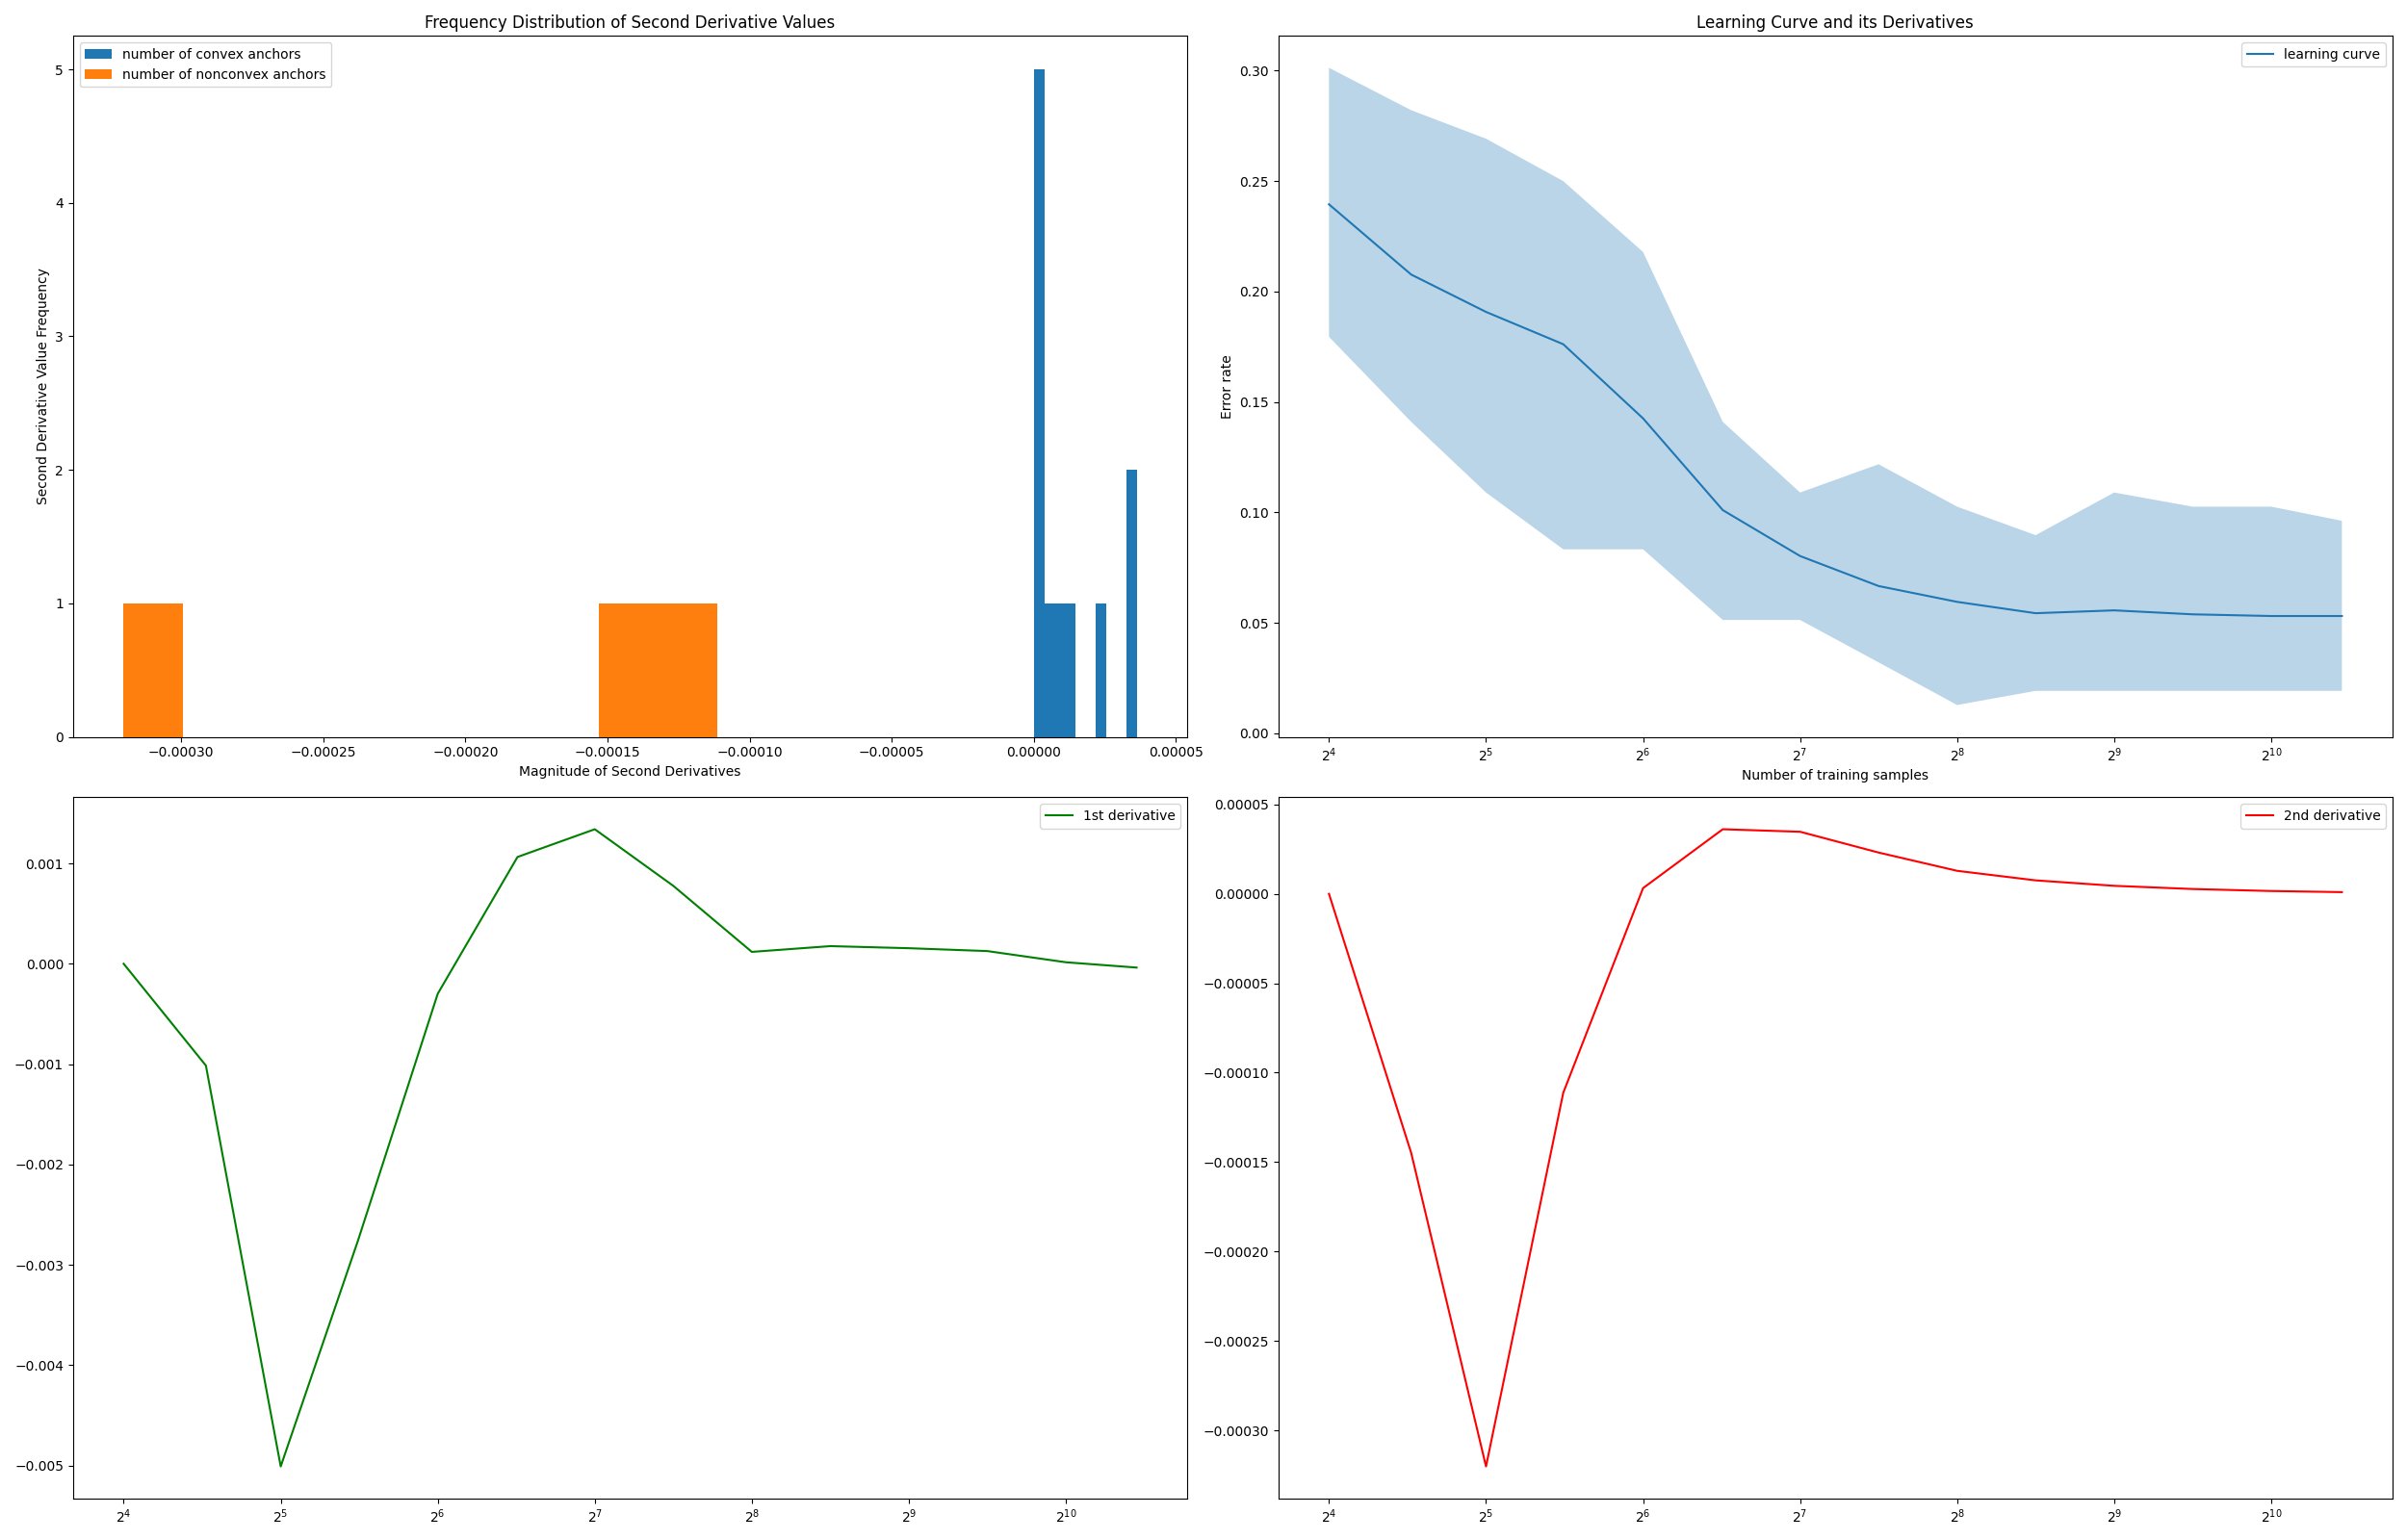 Frequency Distribution of Second Derivative Values
number of convex anchors
number of nonconvex anchors
Second Derivative Value Frequency
5
4
3
2
1
0
−0.00030 −0.00025 −0.00020 −0.00015 −0.00010 −0.00005 0.00000 0.00005
Magnitude of Second Derivatives
Learning Curve and its Derivatives
learning curve
Error rate
0.30
0.25
0.20
0.15
0.10
0.05
0.00
2⁴ 2⁵ 2⁶ 2⁷ 2⁸ 2⁹ 2¹⁰
Number of training samples
1st derivative
0.001
0.000
−0.001
−0.002
−0.003
−0.004
−0.005
2⁴ 2⁵ 2⁶ 2⁷ 2⁸ 2⁹ 2¹⁰
2nd derivative
0.00005
0.00000
−0.00005
−0.00010
−0.00015
−0.00020
−0.00025
−0.00030
2⁴ 2⁵ 2⁶ 2⁷ 2⁸ 2⁹ 2¹⁰